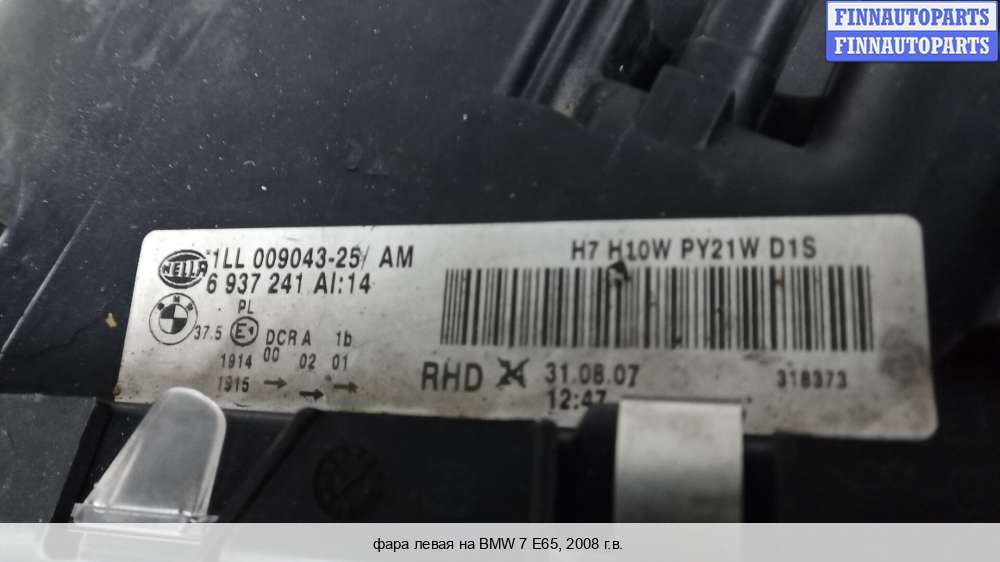 FINNAUTOPARTS
FINNAUTOPARTS
HELLA
1LL 009043-25/ AM
6 937 241 AI:14
H7 H10W PY21W D1S
BMW
PL
37.5 E1 DCR A 1b
1914 00 02 01
1915 → → →
RHD
31.08.07
12:47
318373
фара левая на BMW 7 E65, 2008 г.в.